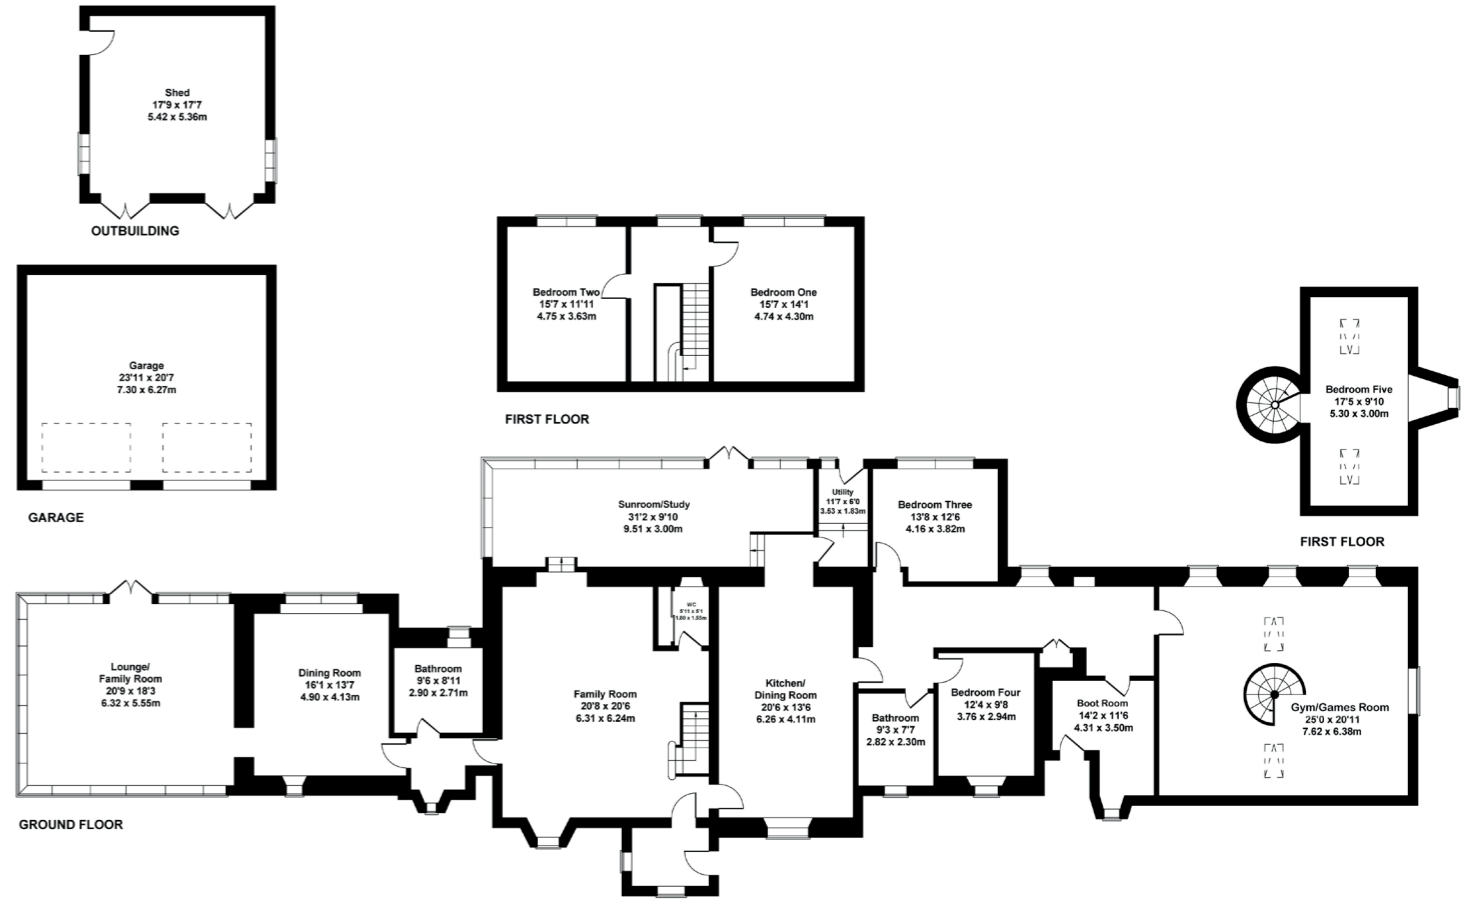 Shed
17'9 x 17'7
5.42 x 5.36m
OUTBUILDING
Garage
23'11 x 20'7
7.30 x 6.27m
GARAGE
Bedroom Two
15'7 x 11'11
4.75 x 3.63m
Bedroom One
15'7 x 14'1
4.74 x 4.30m
FIRST FLOOR
Bedroom Five
17'5 x 9'10
5.30 x 3.00m
FIRST FLOOR
Sunroom/Study
31'2 x 9'10
9.51 x 3.00m
Utility
11'7 x 6'0
3.53 x 1.83m
Bedroom Three
13'8 x 12'6
4.16 x 3.82m
Lounge/
Family Room
20'9 x 18'3
6.32 x 5.55m
Dining Room
16'1 x 13'7
4.90 x 4.13m
Bathroom
9'6 x 8'11
2.90 x 2.71m
Family Room
20'8 x 20'6
6.31 x 6.24m
WC
5'11 x 5'1
1.80 x 1.55m
Kitchen/
Dining Room
20'6 x 13'6
6.26 x 4.11m
Bathroom
9'3 x 7'7
2.82 x 2.30m
Bedroom Four
12'4 x 9'8
3.76 x 2.94m
Boot Room
14'2 x 11'6
4.31 x 3.50m
Gym/Games Room
25'0 x 20'11
7.62 x 6.38m
GROUND FLOOR